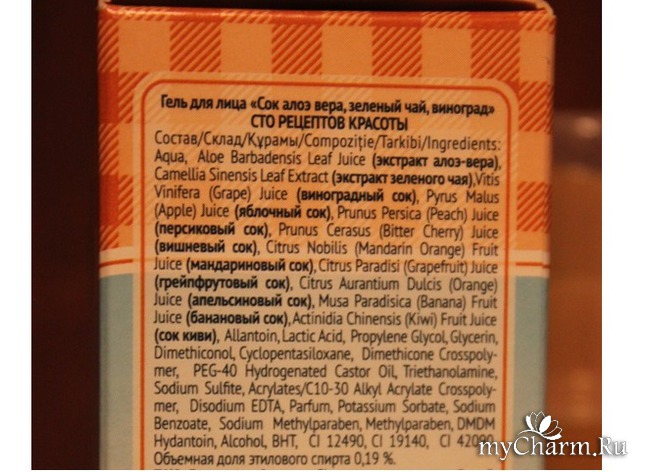 Гель для лица «Сок алоэ вера, зеленый чай, виноград»
СТО РЕЦЕПТОВ КРАСОТЫ
Состав/Склад/Құрамы/Compoziție/Tarkibi/Ingredients:
Aqua, Aloe Barbadensis Leaf Juice (экстракт алоэ-вера),
Camellia Sinensis Leaf Extract (экстракт зеленого чая), Vitis
Vinifera (Grape) Juice (виноградный сок), Pyrus Malus
(Apple) Juice (яблочный сок), Prunus Persica (Peach) Juice
(персиковый сок), Prunus Cerasus (Bitter Cherry) Juice
(вишневый сок), Citrus Nobilis (Mandarin Orange) Fruit
Juice (мандариновый сок), Citrus Paradisi (Grapefruit) Juice
(грейпфрутовый сок), Citrus Aurantium Dulcis (Orange)
Juice (апельсиновый сок), Musa Paradisica (Banana) Fruit
Juice (банановый сок), Actinidia Chinensis (Kiwi) Fruit Juice
(сок киви), Allantoin, Lactic Acid, Propylene Glycol, Glycerin,
Dimethiconol, Cyclopentasiloxane, Dimethicone Crosspoly-
mer, PEG-40 Hydrogenated Castor Oil, Triethanolamine,
Sodium Sulfite, Acrylates/C10-30 Alkyl Acrylate Crosspoly-
mer, Disodium EDTA, Parfum, Potassium Sorbate, Sodium
Benzoate, Sodium Methylparaben, Methylparaben, DMDM
Hydantoin, Alcohol, BHT, CI 12490, CI 19140, CI 42090
Объемная доля этилового спирта 0,19 %.
myCharm.Ru